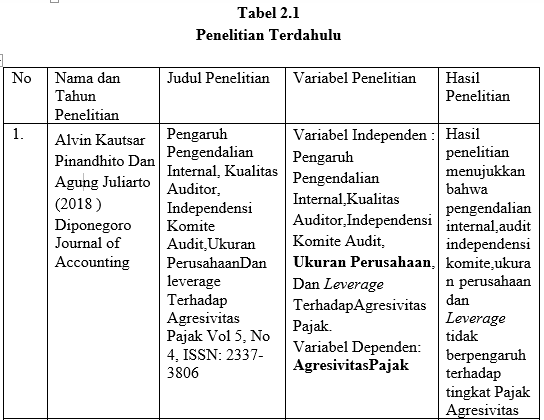 Tabel 2.1
Penelitian Terdahulu
No
Nama dan
Tahun
Penelitian
Judul Penelitian
Variabel Penelitian
Hasil
Penelitian
1.
Alvin Kautsar
Pinandhito Dan
Agung Juliarto
(2018 )
Diponegoro
Journal of
Accounting
Pengaruh
Pengendalian
Internal, Kualitas
Auditor,
Independensi
Komite
Audit,Ukuran
PerusahaanDan
leverage
Terhadap
Agresivitas
Pajak Vol 5, No
4, ISSN: 2337-
3806
Variabel Independen :
Pengaruh
Pengendalian
Internal,Kualitas
Auditor,Independensi
Komite Audit,
Ukuran Perusahaan,
Dan Leverage
TerhadapAgresivitas
Pajak.
Variabel Dependen:
AgresivitasPajak
Hasil
penelitian
menujukkan
bahwa
pengendalian
internal,audit
independensi
komite,ukura
n perusahaan
dan
Leverage
tidak
berpengaruh
terhadap
tingkat Pajak
Agresivitas